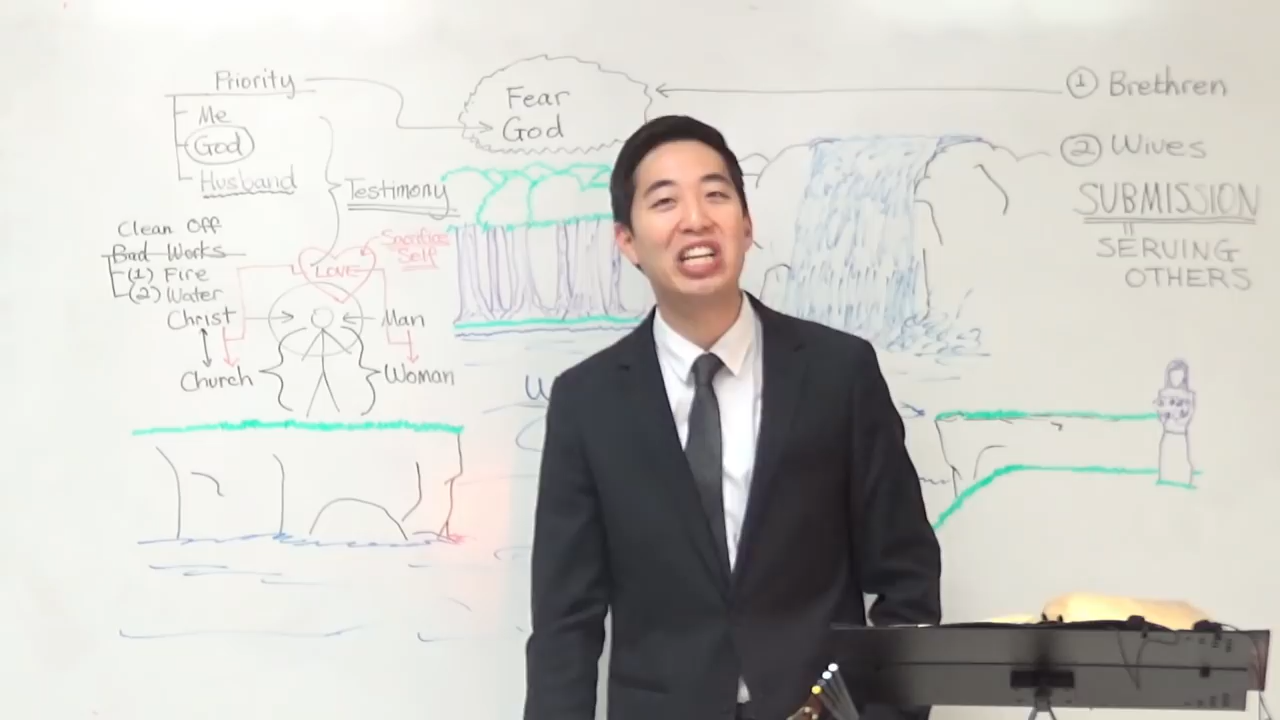 Priority
Me
God
Husband
Testimony
Clean Off
Bad Works
(1) Fire
(2) Water
Christ
Church
LOVE
Sacrifice
Self
Man
Woman
Fear
God
① Brethren
② Wives
SUBMISSION
"
SERVING
OTHERS